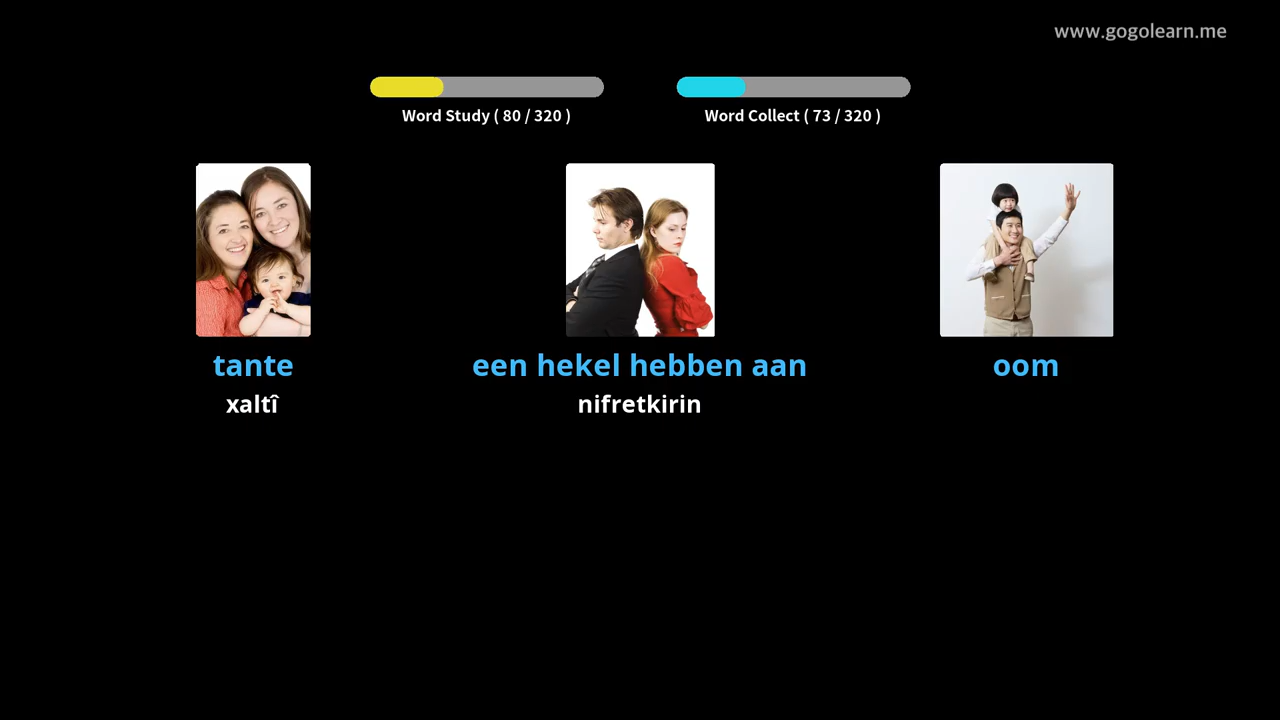 www.gogolearn.me
Word Study ( 80 / 320 )
Word Collect ( 73 / 320 )
tante
xaltî
een hekel hebben aan
nifretkirin
oom